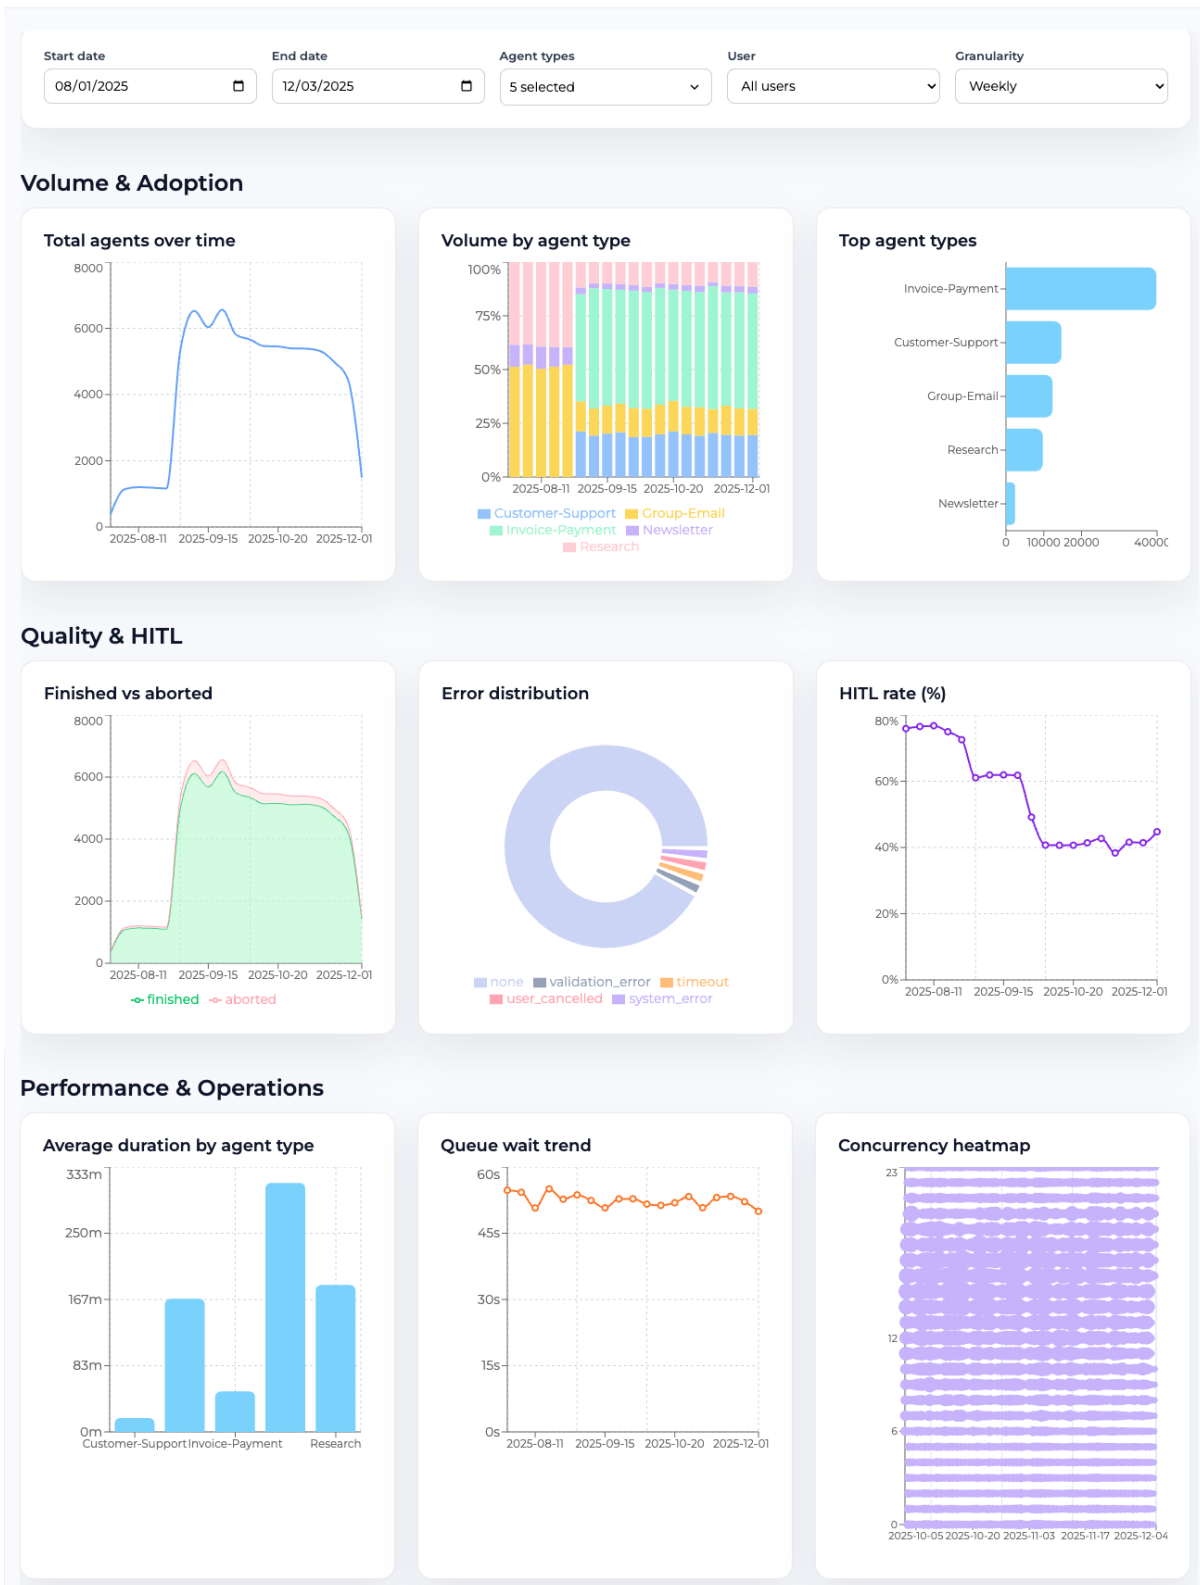 Start date
End date
Agent types
User
Granularity
08/01/2025
12/03/2025
5 selected
All users
Weekly
Volume & Adoption
Total agents over time
8000
6000
4000
2000
0
2025-08-11
2025-09-15
2025-10-20
2025-12-01
Volume by agent type
100%
75%
50%
25%
0%
2025-08-11
2025-09-15
2025-10-20
2025-12-01
Customer-Support
Group-Email
Invoice-Payment
Newsletter
Research
Top agent types
Invoice-Payment
Customer-Support
Group-Email
Research
Newsletter
0
10000
20000
40000
Quality & HITL
Finished vs aborted
8000
6000
4000
2000
0
2025-08-11
2025-09-15
2025-10-20
2025-12-01
finished
aborted
Error distribution
none
validation_error
timeout
user_cancelled
system_error
HITL rate (%)
80%
60%
40%
20%
0%
2025-08-11
2025-09-15
2025-10-20
2025-12-01
Performance & Operations
Average duration by agent type
333m
250m
167m
83m
0m
Customer-Support
Invoice-Payment
Research
Queue wait trend
60s
45s
30s
15s
0s
2025-08-11
2025-09-15
2025-10-20
2025-12-01
Concurrency heatmap
23
12
6
0
2025-10-05
2025-10-20
2025-11-03
2025-11-17
2025-12-04